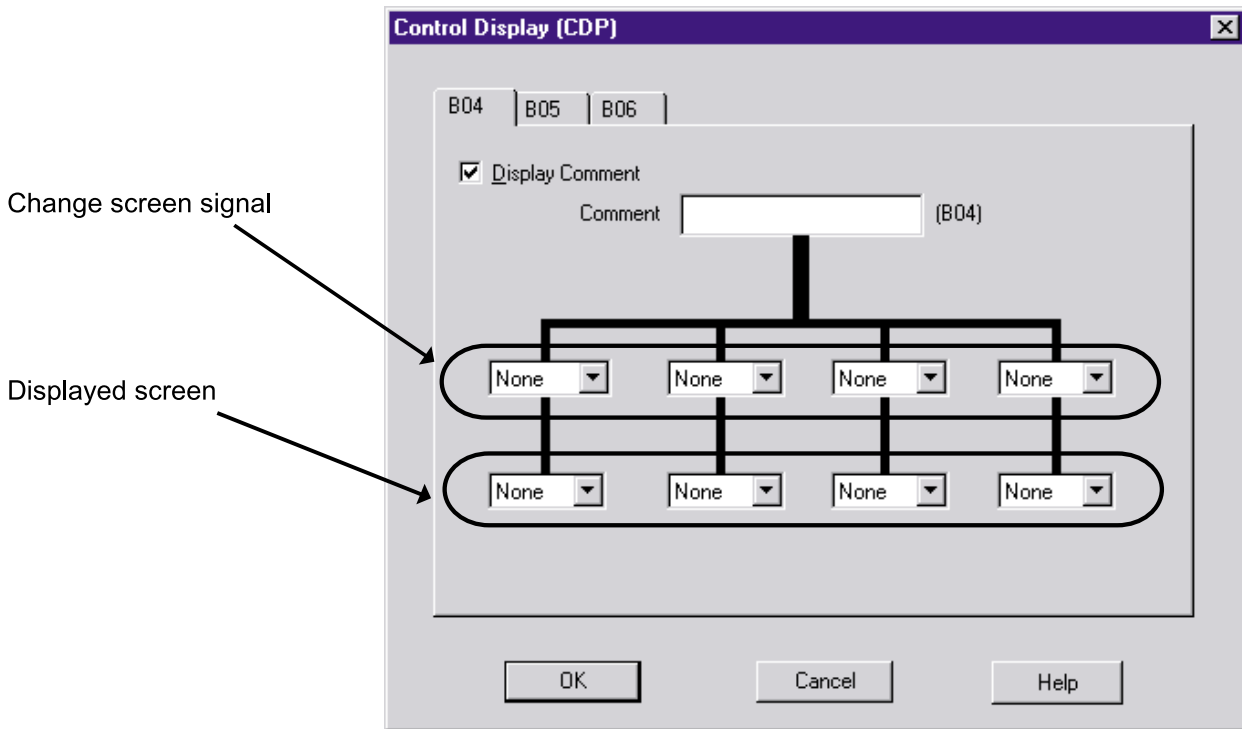 Control Display (CDP)
B04 B05 B06
Display Comment
Change screen signal
Comment (B04)
None None None None
Displayed screen
None None None None
OK Cancel Help